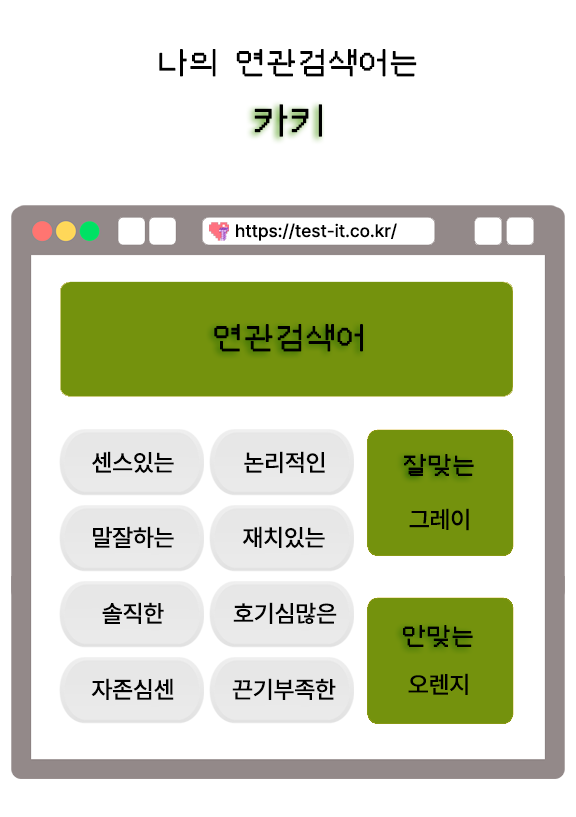 나의 연관검색어는
카키
https://test-it.co.kr/
연관검색어
센스있는 논리적인
말잘하는 재치있는
솔직한 호기심많은
자존심센 끈기부족한
잘맞는
그레이
안맞는
오렌지